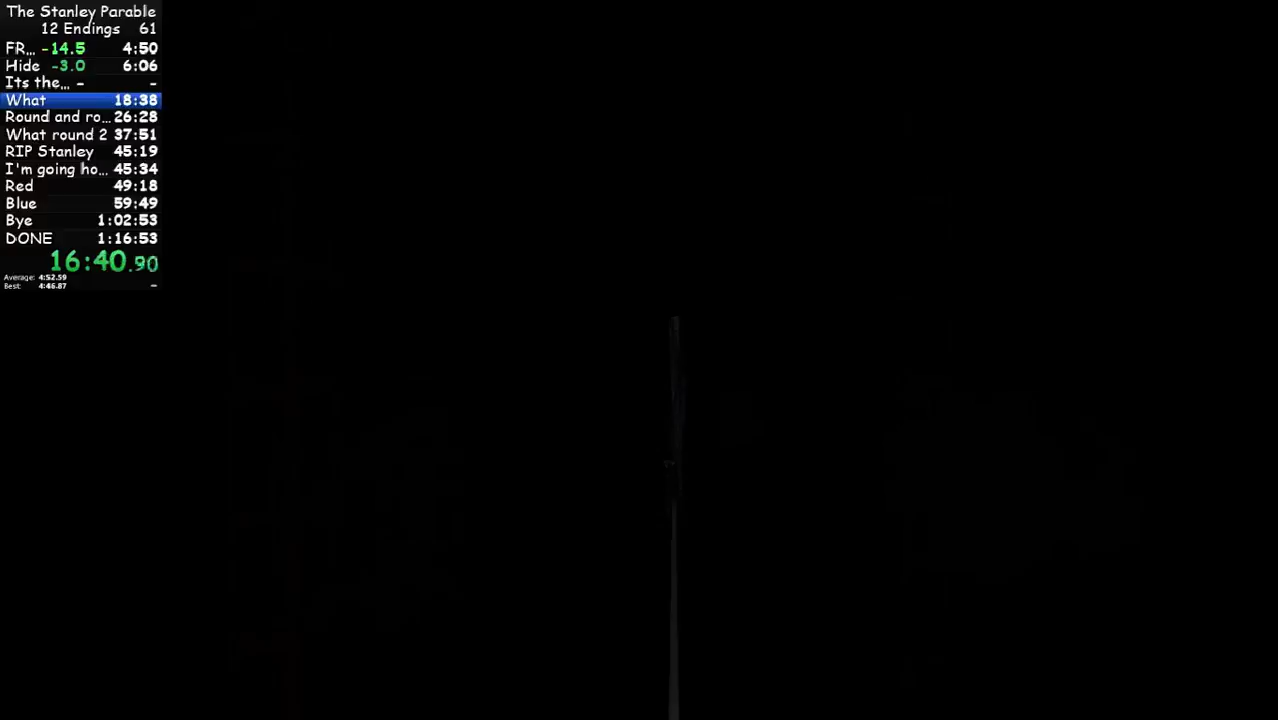 The Stanley Parable
12 Endings 61
FR... -14.5 4:50
Hide -3.0 6:06
Its the... - -
What 18:38
Round and ro... 26:28
What round 2 37:51
RIP Stanley 45:19
I'm going ho... 45:34
Red 49:18
Blue 59:49
Bye 1:02:53
DONE 1:16:53
16:40.90
Average: 4:52.59
Best: 4:46.87 -